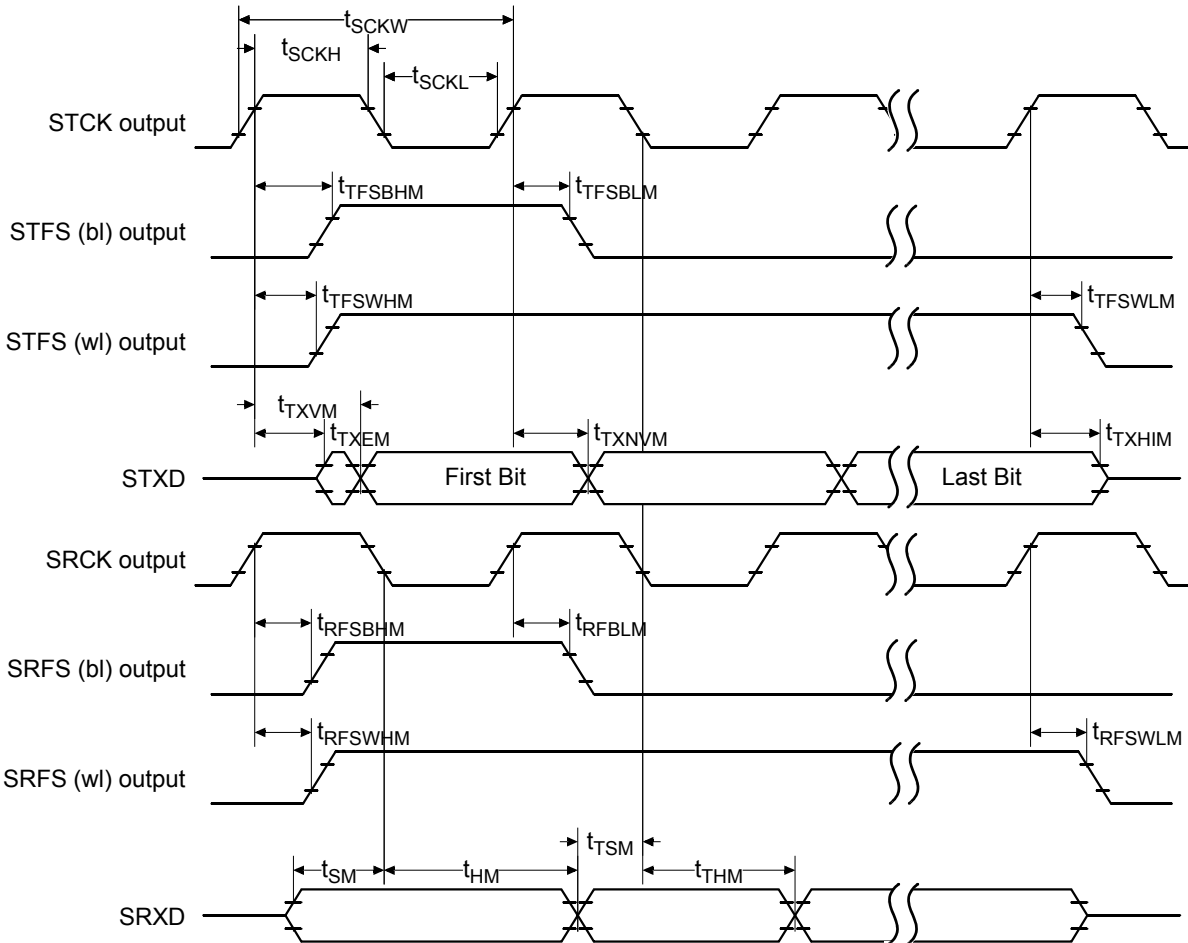 tSCKW
tSCKH
tSCKL
STCK output
tTFSBHM
tTFSBLM
STFS (bl) output
tTFSWHM
tTFSWLM
STFS (wl) output
tTXVM
tTXEM
tTXNVM
tTXHIM
STXD
First Bit
Last Bit
SRCK output
tRFSBHM
tRFBLM
SRFS (bl) output
tRFSWHM
tRFSWLM
SRFS (wl) output
tTSM
tSM
tHM
tTHM
SRXD